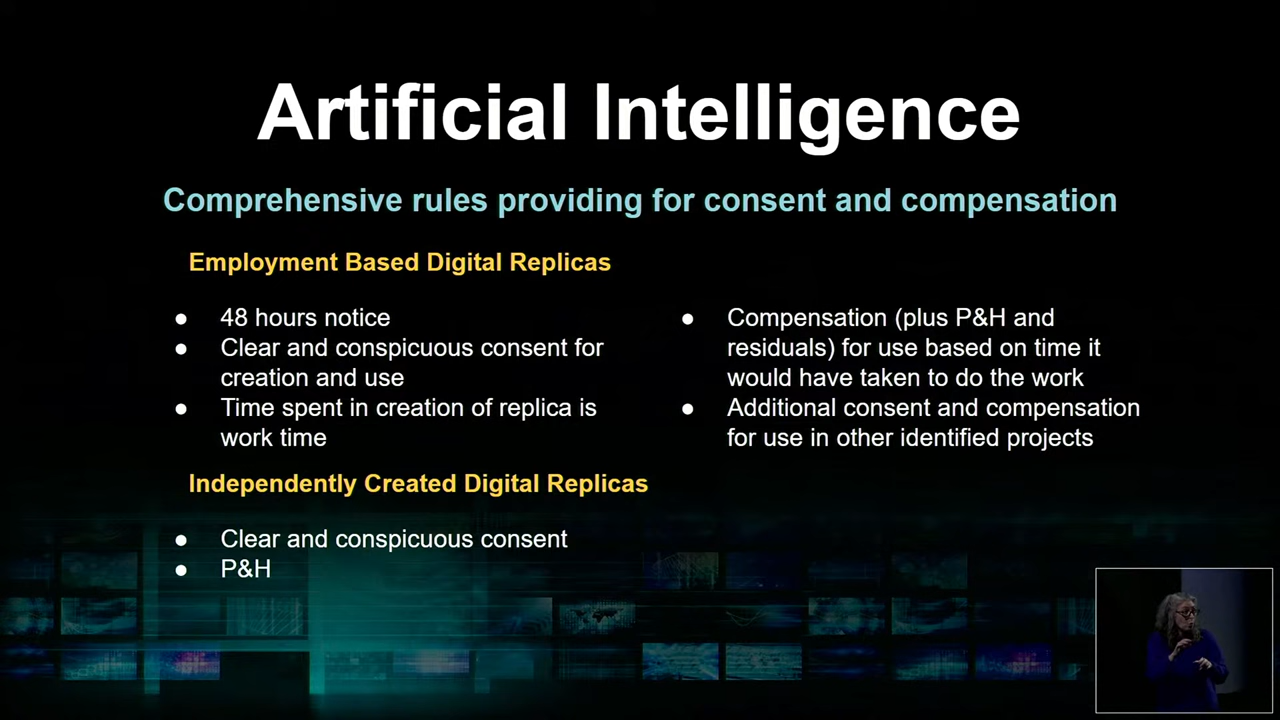 Artificial Intelligence
Comprehensive rules providing for consent and compensation
Employment Based Digital Replicas
● 48 hours notice
● Clear and conspicuous consent for
creation and use
● Time spent in creation of replica is
work time
● Compensation (plus P&H and
residuals) for use based on time it
would have taken to do the work
● Additional consent and compensation
for use in other identified projects
Independently Created Digital Replicas
● Clear and conspicuous consent
● P&H